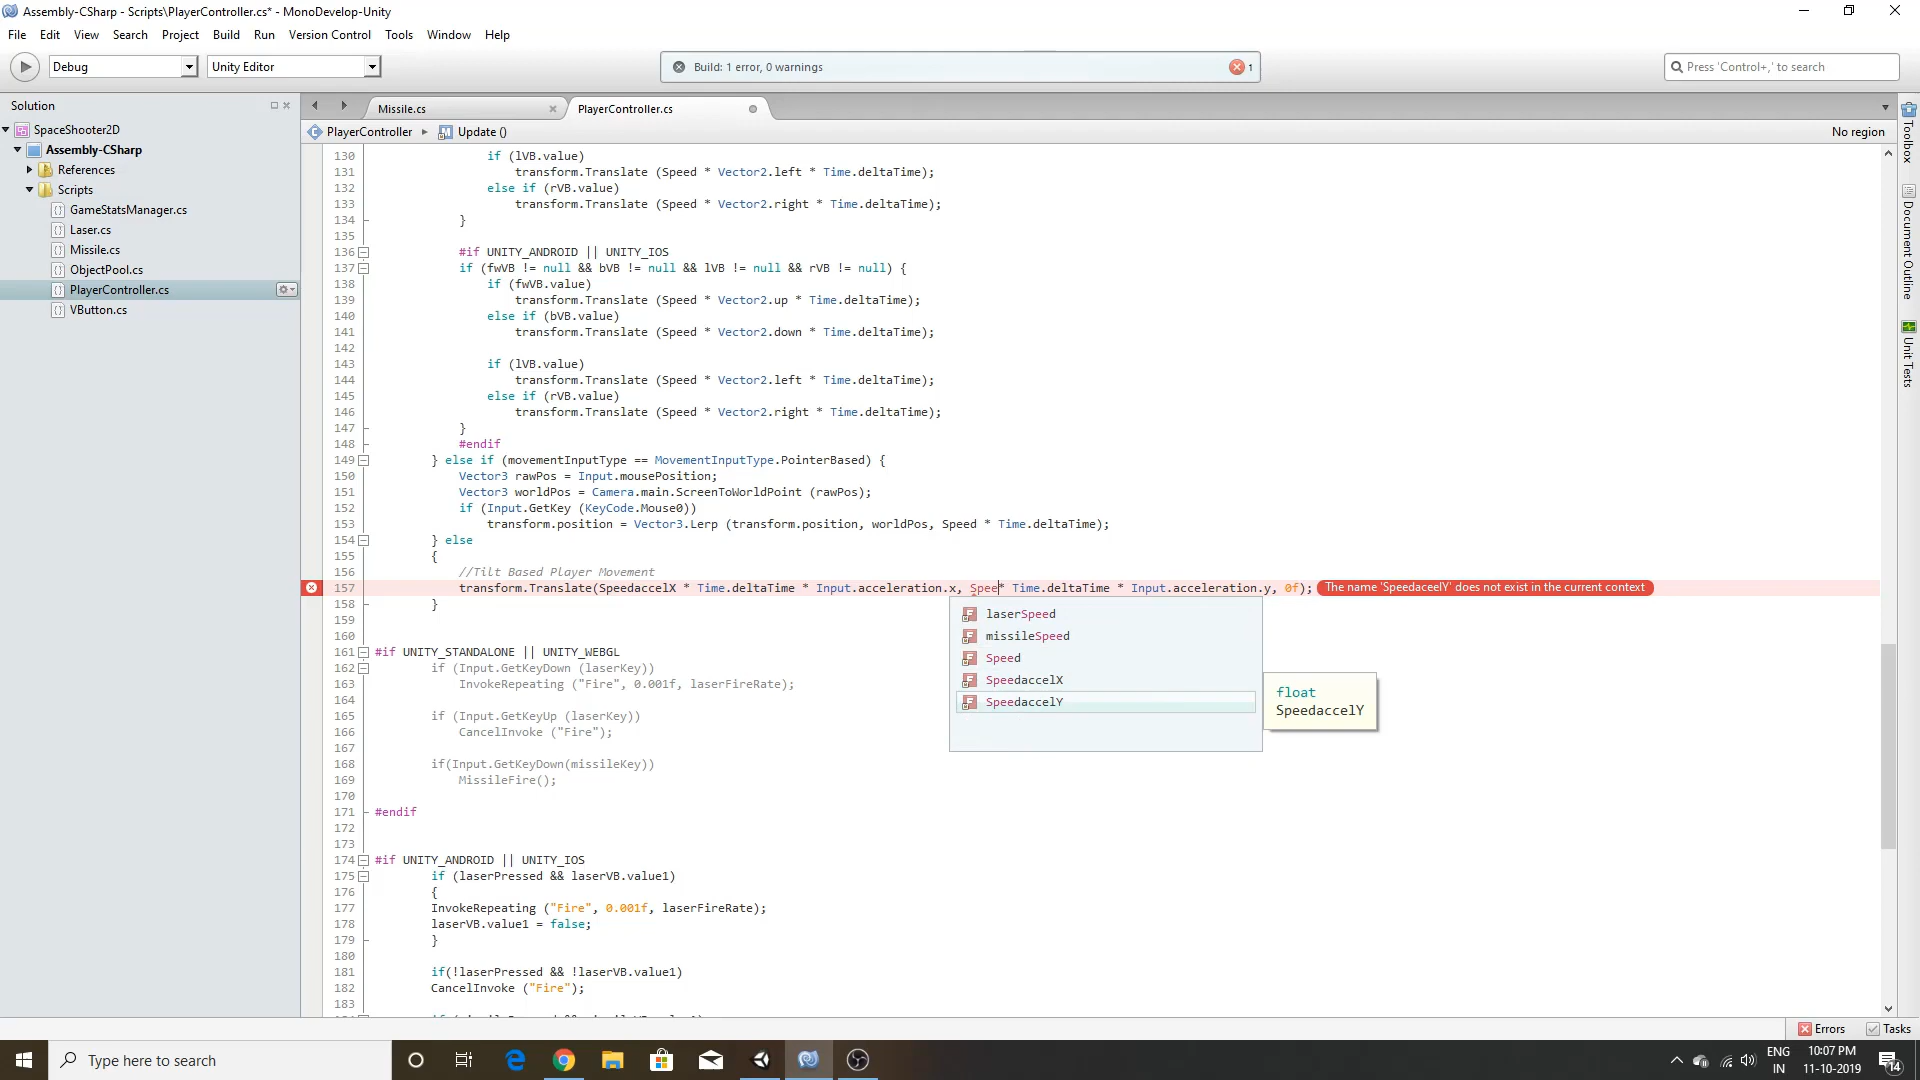 Assembly-CSharp - Scripts\PlayerController.cs* - MonoDevelop-Unity
File Edit View Search Project Build Run Version Control Tools Window Help
Debug
Unity Editor
Build: 1 error, 0 warnings
1
Press 'Control+,' to search
Solution
SpaceShooter2D
Assembly-CSharp
References
Scripts
GameStatsManager.cs
Laser.cs
Missile.cs
ObjectPool.cs
PlayerController.cs
VButton.cs
Missile.cs
PlayerController.cs
PlayerController
Update ()
No region
130 if (lVB.value)
131 transform.Translate (Speed * Vector2.left * Time.deltaTime);
132 else if (rVB.value)
133 transform.Translate (Speed * Vector2.right * Time.deltaTime);
134 }
135
136 #if UNITY_ANDROID || UNITY_IOS
137 if (fwVB != null && bVB != null && lVB != null && rVB != null) {
138 if (fwVB.value)
139 transform.Translate (Speed * Vector2.up * Time.deltaTime);
140 else if (bVB.value)
141 transform.Translate (Speed * Vector2.down * Time.deltaTime);
142
143 if (lVB.value)
144 transform.Translate (Speed * Vector2.left * Time.deltaTime);
145 else if (rVB.value)
146 transform.Translate (Speed * Vector2.right * Time.deltaTime);
147 }
148 #endif
149 } else if (movementInputType == MovementInputType.PointerBased) {
150 Vector3 rawPos = Input.mousePosition;
151 Vector3 worldPos = Camera.main.ScreenToWorldPoint (rawPos);
152 if (Input.GetKey (KeyCode.Mouse0))
153 transform.position = Vector3.Lerp (transform.position, worldPos, Speed * Time.deltaTime);
154 } else
155 {
156 //Tilt Based Player Movement
157 transform.Translate(SpeedaccelX * Time.deltaTime * Input.acceleration.x, Spee* Time.deltaTime * Input.acceleration.y, 0f); The name 'SpeedaceelY' does not exist in the current context
158 }
159
160
161 #if UNITY_STANDALONE || UNITY_WEBGL
162 if (Input.GetKeyDown (laserKey))
163 InvokeRepeating ("Fire", 0.001f, laserFireRate);
164
165 if (Input.GetKeyUp (laserKey))
166 CancelInvoke ("Fire");
167
168 if(Input.GetKeyDown(missileKey))
169 MissileFire();
170
171 #endif
172
173
174 #if UNITY_ANDROID || UNITY_IOS
175 if (laserPressed && laserVB.value1)
176 {
177 InvokeRepeating ("Fire", 0.001f, laserFireRate);
178 laserVB.value1 = false;
179 }
180
181 if(!laserPressed && !laserVB.value1)
182 CancelInvoke ("Fire");
183
laserSpeed
missileSpeed
Speed
SpeedaccelX
SpeedaccelY
float
SpeedaccelY
Toolbox
Document Outline
Unit Tests
Errors
Tasks
Type here to search
ENG
IN
10:07 PM
11-10-2019
14